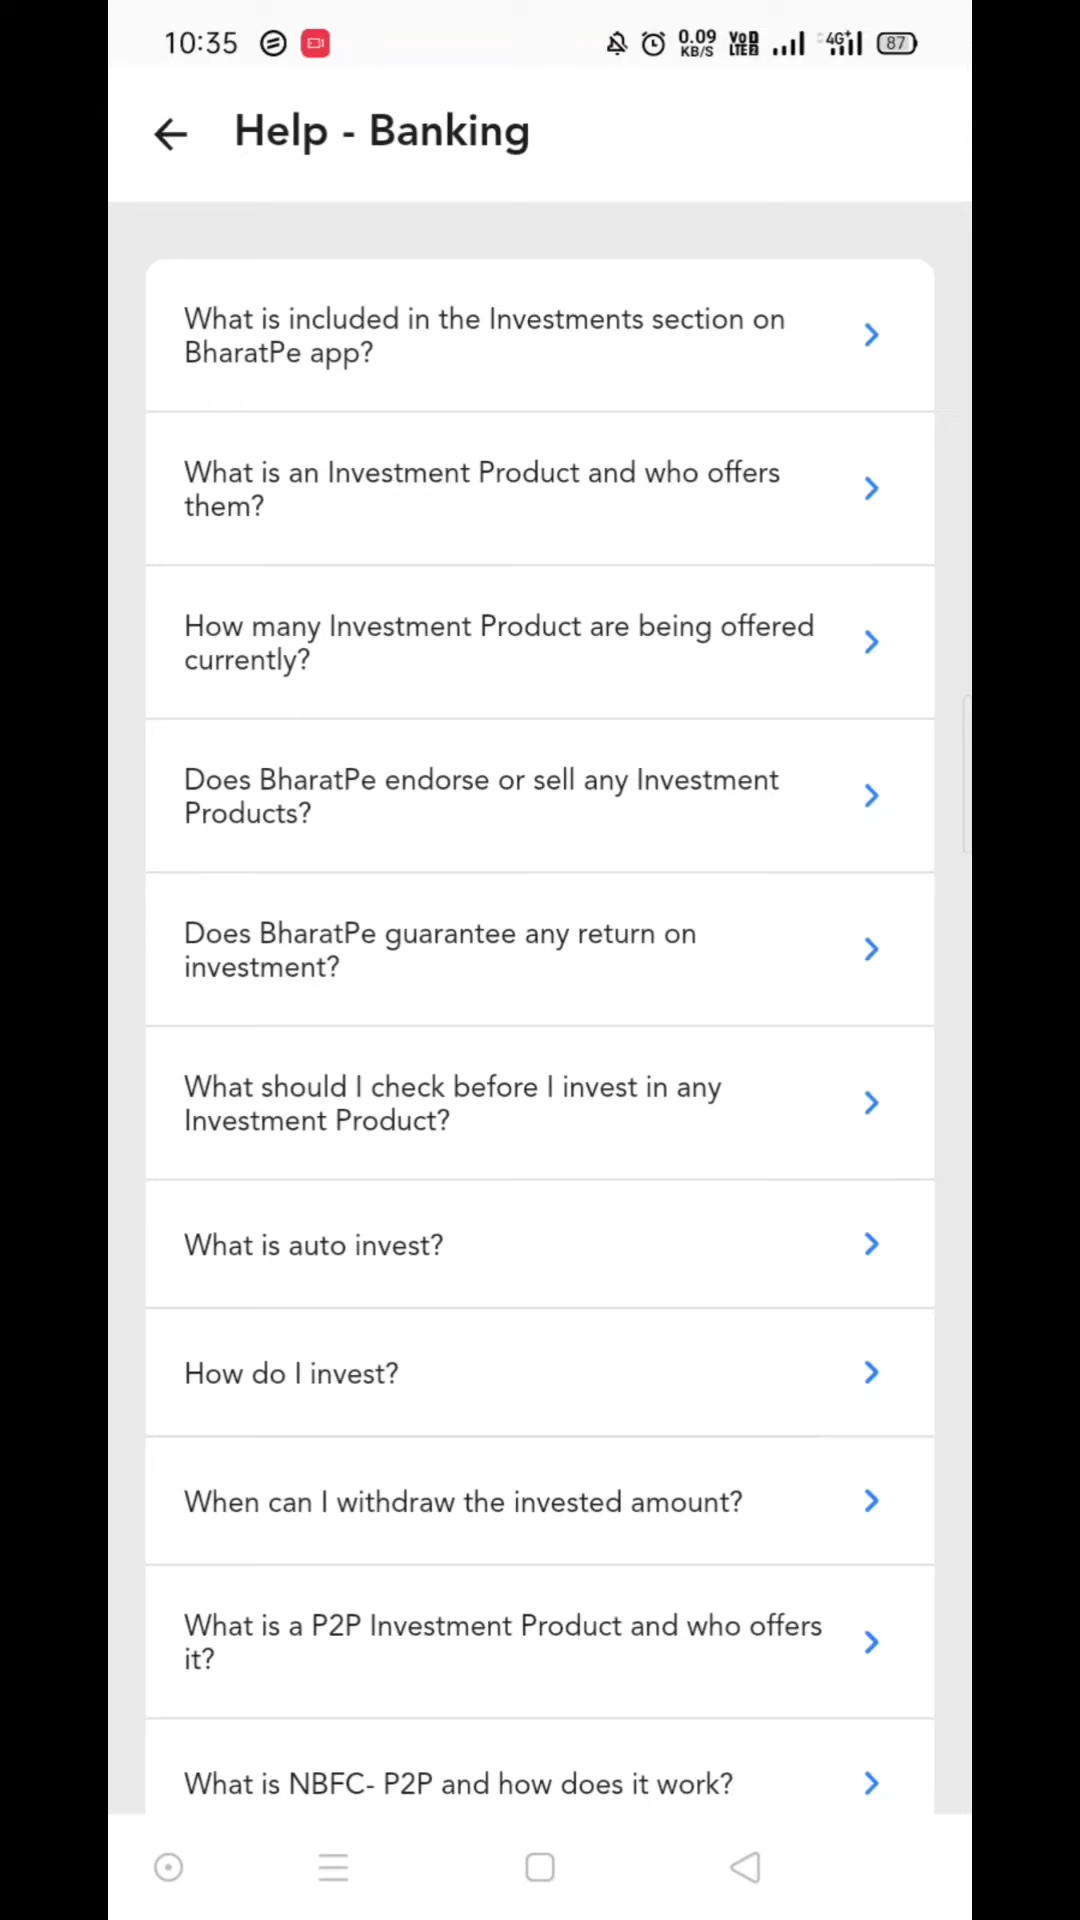 10:35
0.09
KB/S
Vo
LTE 2
4G+
87
Help - Banking
What is included in the Investments section on
BharatPe app?
What is an Investment Product and who offers
them?
How many Investment Product are being offered
currently?
Does BharatPe endorse or sell any Investment
Products?
Does BharatPe guarantee any return on
investment?
What should I check before I invest in any
Investment Product?
What is auto invest?
How do I invest?
When can I withdraw the invested amount?
What is a P2P Investment Product and who offers
it?
What is NBFC- P2P and how does it work?